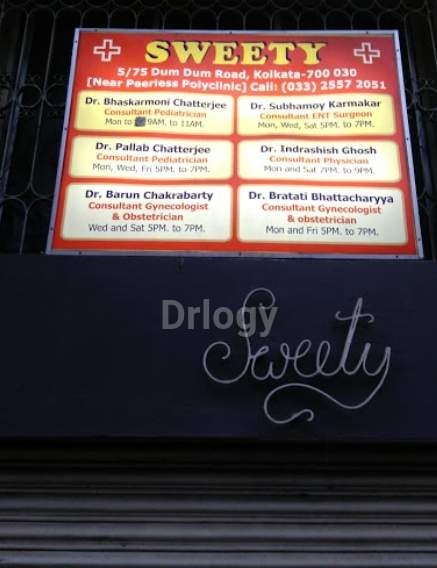 SWEETY
5/75 Dum Dum Road, Kolkata-700 030
[Near Peerless Polyclinic] Call: (033) 2557 2051
Dr. Bhaskarmoni Chatterjee
Consultant Pediatrician
Mon to 9AM. to 11AM.
Dr. Subhamoy Karmakar
Consultant ENT Surgeon
Mon, Wed, Sat 5PM. to 7PM.
Dr. Pallab Chatterjee
Consultant Pediatrician
Mon, Wed, Fri 5PM. to 7PM.
Dr. Indrashish Ghosh
Consultant Physician
Mon and Sat 7PM. to 9PM.
Dr. Barun Chakrabarty
Consultant Gynecologist
& Obstetrician
Wed and Sat 5PM. to 7PM.
Dr. Bratati Bhattacharyya
Consultant Gynecologist
& obstetrician
Mon and Fri 5PM. to 7PM.
Drlogy
Sweety